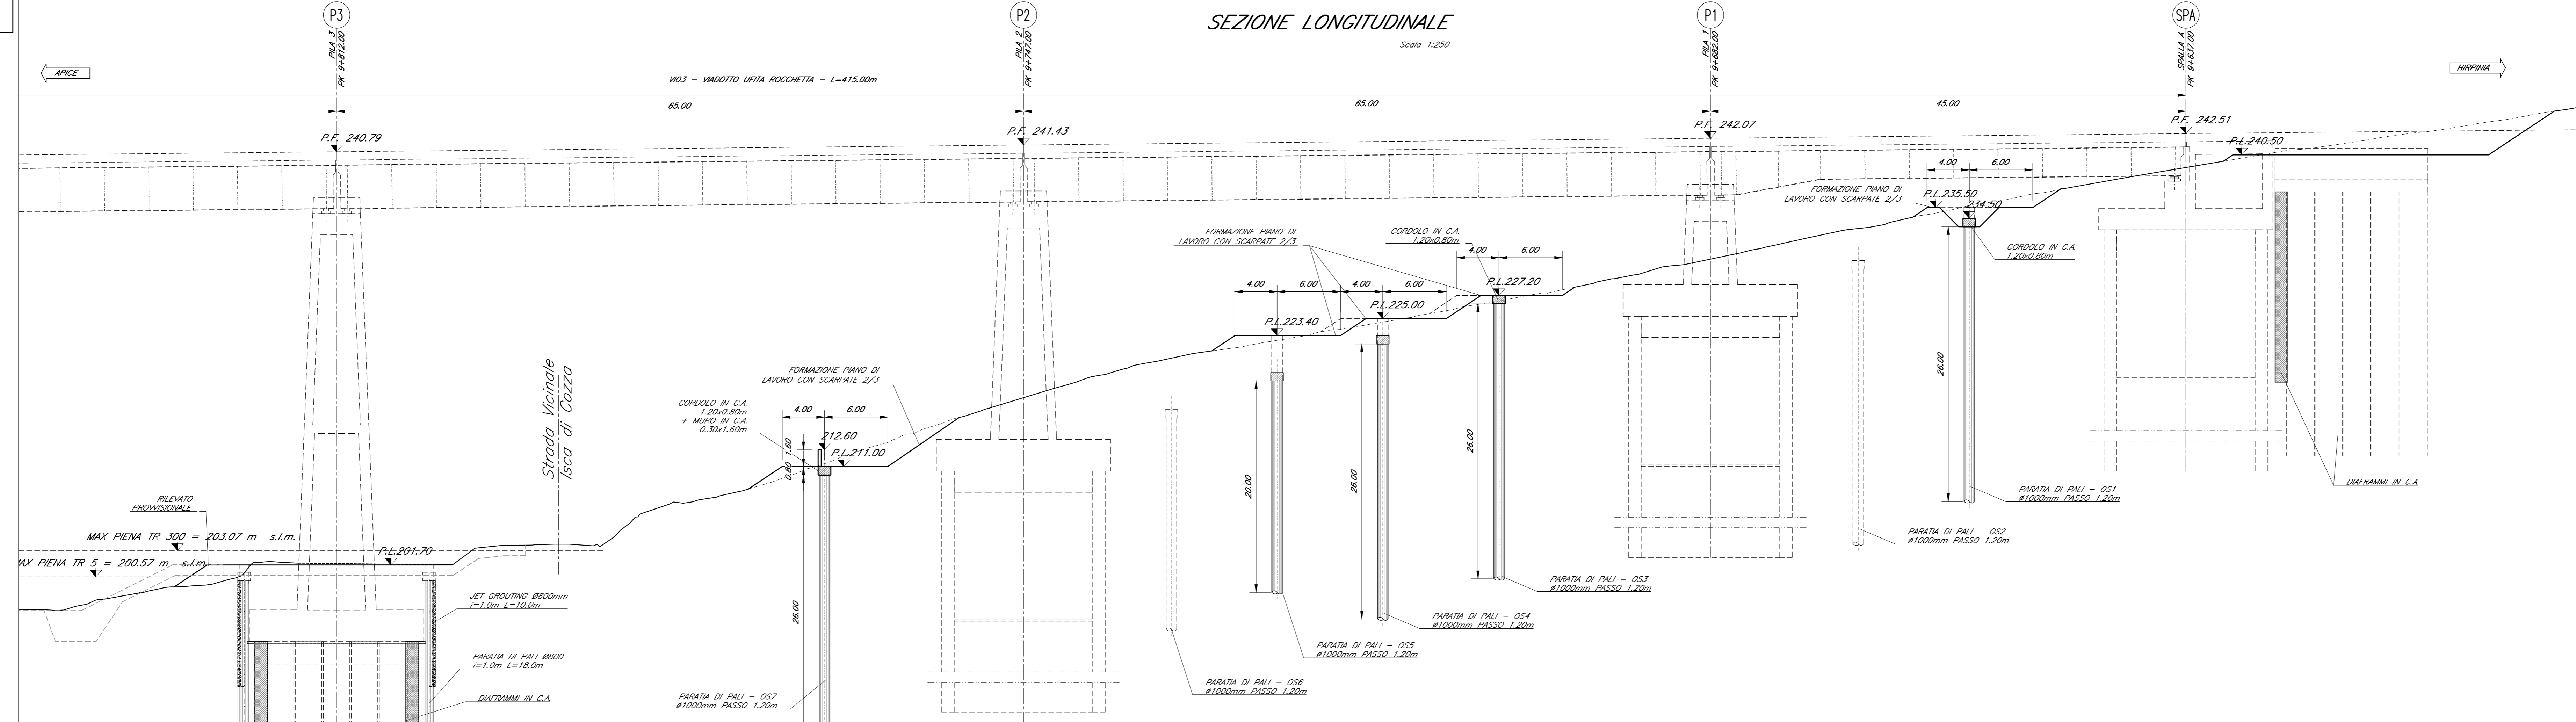 P3
P2
P1
SPA
SEZIONE LONGITUDINALE
Scala 1:250
PILA 3
PK 9+812.00
PILA 2
PK 9+747.00
PILA 1
PK 9+682.00
SPALLA A
PK 9+637.00
APICE
HIRPINIA
VI03 - VIADOTTO UFITA ROCCHETTA - L=415.00m
65.00
65.00
45.00
P.F. 240.79
P.F. 241.43
P.F. 242.07
P.F. 242.51
P.L.240.50
4.00
6.00
FORMAZIONE PIANO DI
LAVORO CON SCARPATE 2/3
P.L.235.50
234.50
CORDOLO IN C.A.
1.20x0.80m
26.00
FORMAZIONE PIANO DI
LAVORO CON SCARPATE 2/3
CORDOLO IN C.A.
1.20x0.80m
4.00
6.00
P.L.227.20
4.00
6.00
4.00
6.00
P.L.225.00
P.L.223.40
20.00
26.00
26.00
FORMAZIONE PIANO DI
LAVORO CON SCARPATE 2/3
CORDOLO IN C.A.
1.20x0.80m
+ MURO IN C.A.
0.30x1.60m
4.00
6.00
212.60
P.L.211.00
1.60
0.80
26.00
Strada Vicinale
Isca di Cozza
RILEVATO
PROVVISIONALE
MAX PIENA TR 300 = 203.07 m s.l.m.
MAX PIENA TR 5 = 200.57 m s.l.m.
P.L.201.70
JET GROUTING Ø800mm
i=1.0m L=10.0m
PARATIA DI PALI Ø800
i=1.0m L=18.0m
DIAFRAMMI IN C.A.
PARATIA DI PALI - OS7
ø1000mm PASSO 1.20m
PARATIA DI PALI - OS6
ø1000mm PASSO 1.20m
PARATIA DI PALI - OS5
ø1000mm PASSO 1.20m
PARATIA DI PALI - OS4
ø1000mm PASSO 1.20m
PARATIA DI PALI - OS3
ø1000mm PASSO 1.20m
PARATIA DI PALI - OS2
ø1000mm PASSO 1.20m
PARATIA DI PALI - OS1
ø1000mm PASSO 1.20m
DIAFRAMMI IN C.A.